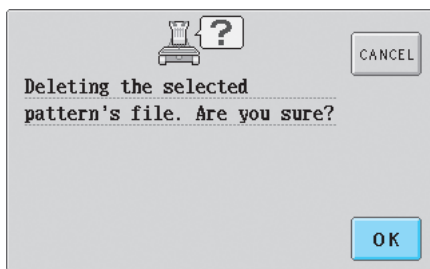 ?
CANCEL
Deleting the selected
pattern's file. Are you sure?
OK